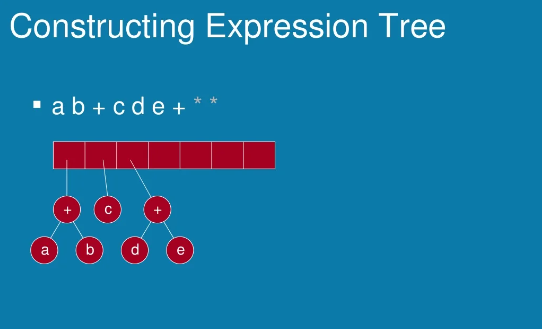 Constructing Expression Tree
▪ a b + c d e + * *
+ c +
a b d e